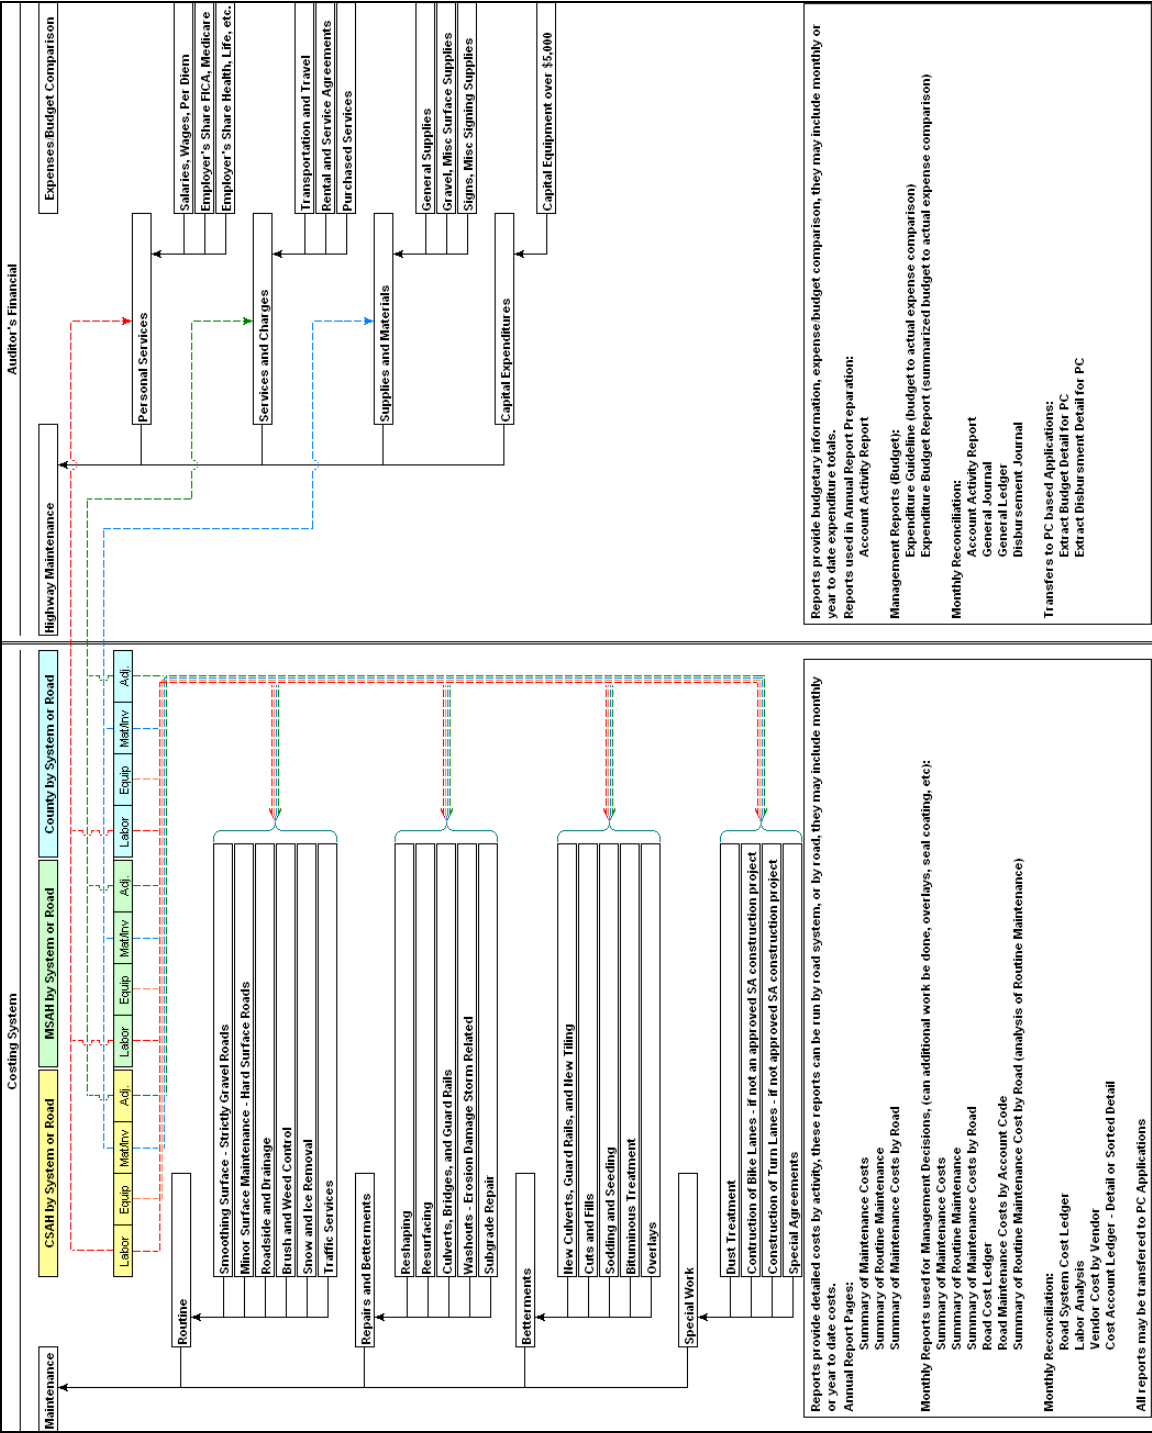 Costing System
Auditor's Financial
Maintenance
CSAH by System or Road
MSAH by System or Road
County by System or Road
Highway Maintenance
Expenses/Budget Comparison
Labor
Equip
Mat/Inv
Adj.
Labor
Equip
Mat/Inv
Adj.
Labor
Equip
Mat/Inv
Adj.
Routine
Smoothing Surface - Strictly Gravel Roads
Minor Surface Maintenance - Hard Surface Roads
Roadside and Drainage
Brush and Weed Control
Snow and Ice Removal
Traffic Services
Repairs and Betterments
Reshaping
Resurfacing
Culverts, Bridges, and Guard Rails
Washouts - Erosion Damage Storm Related
Subgrade Repair
Betterments
New Culverts, Guard Rails, and New Tiling
Cuts and Fills
Sodding and Seeding
Bituminous Treatment
Overlays
Special Work
Dust Treatment
Contruction of Bike Lanes - if not an approved SA construction project
Construction of Turn Lanes - if not approved SA construction project
Special Agreements
Personal Services
Salaries, Wages, Per Diem
Employer's Share FICA, Medicare
Employer's Share Health, Life, etc.
Services and Charges
Transportation and Travel
Rental and Service Agreements
Purchased Services
Supplies and Materials
General Supplies
Gravel, Misc Surface Supplies
Signs, Misc Signing Supplies
Capital Expenditures
Capital Equipment over $5,000
Reports provide detailed costs by activity, these reports can be run by road system, or by road, they may include monthly
or year to date costs.
Annual Report Pages:
Summary of Maintenance Costs
Summary of Routine Maintenance
Summary of Maintenance Costs by Road
Monthly Reports used for Management Decisions, (can additional work be done, overlays, seal coating, etc):
Summary of Maintenance Costs
Summary of Routine Maintenance
Summary of Maintenance Costs by Road
Road Cost Ledger
Road Maintenance Costs by Account Code
Summary of Routine Maintenance Cost by Road (analysis of Routine Maintenance)
Monthly Reconciliation:
Road System Cost Ledger
Labor Analysis
Vendor Cost by Vendor
Cost Account Ledger - Detail or Sorted Detail
All reports may be transferred to PC Applications
Reports provide budgetary information, expense/budget comparison, they may include monthly or
year to date expenditure totals.
Reports used in Annual Report Preparation:
Account Activity Report
Management Reports (Budget):
Expenditure Guideline (budget to actual expense comparison)
Expenditure Budget Report (summarized budget to actual expense comparison)
Monthly Reconciliation:
Account Activity Report
General Journal
General Ledger
Disbursement Journal
Transfers to PC based Applications:
Extract Budget Detail for PC
Extract Disbursment Detail for PC